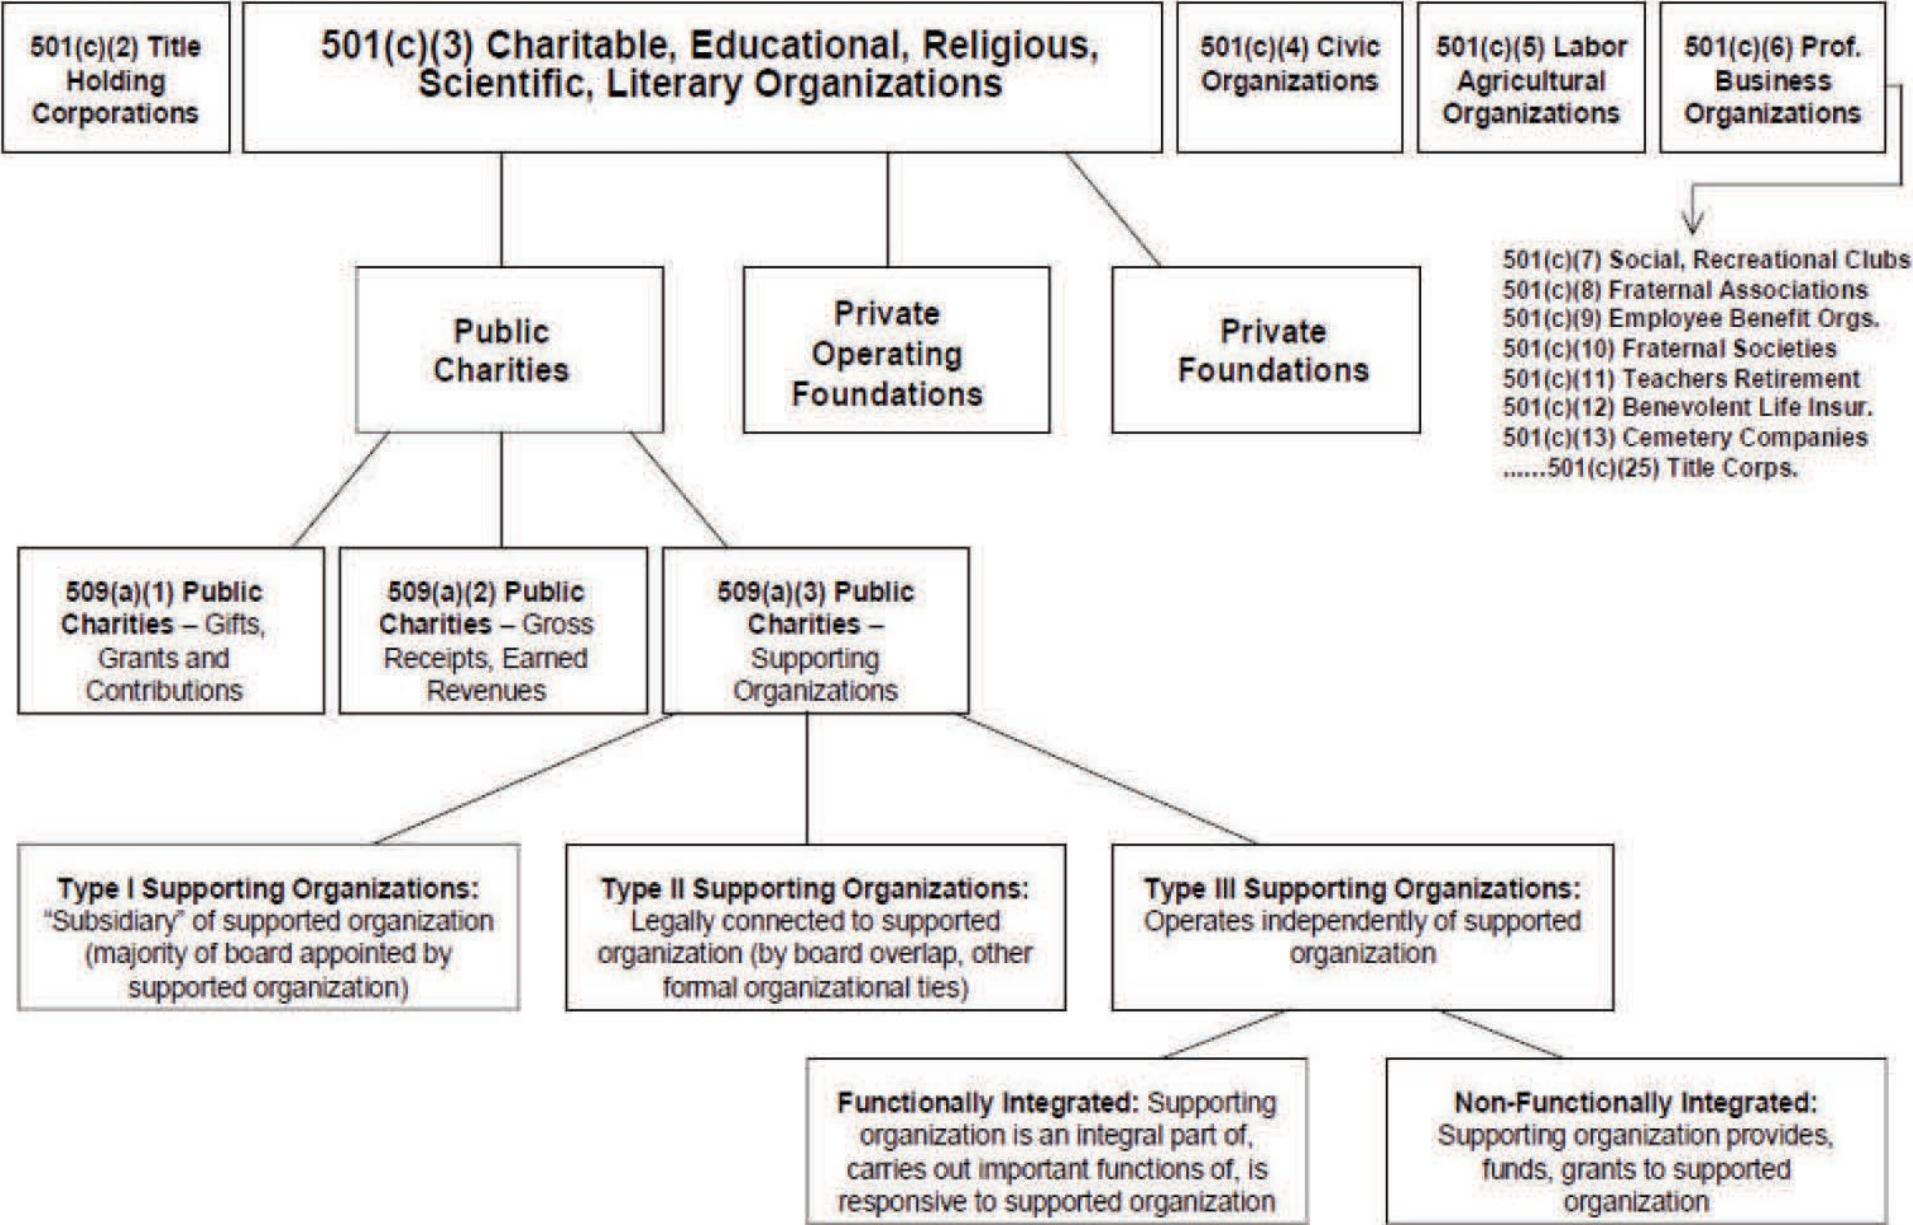 501(c)(2) Title
Holding
Corporations
501(c)(3) Charitable, Educational, Religious,
Scientific, Literary Organizations
501(c)(4) Civic
Organizations
501(c)(5) Labor
Agricultural
Organizations
501(c)(6) Prof.
Business
Organizations
501(c)(7) Social, Recreational Clubs
501(c)(8) Fraternal Associations
501(c)(9) Employee Benefit Orgs.
501(c)(10) Fraternal Societies
501(c)(11) Teachers Retirement
501(c)(12) Benevolent Life Insur.
501(c)(13) Cemetery Companies
......501(c)(25) Title Corps.
Public
Charities
Private
Operating
Foundations
Private
Foundations
509(a)(1) Public
Charities – Gifts,
Grants and
Contributions
509(a)(2) Public
Charities – Gross
Receipts, Earned
Revenues
509(a)(3) Public
Charities –
Supporting
Organizations
Type I Supporting Organizations:
“Subsidiary” of supported organization
(majority of board appointed by
supported organization)
Type II Supporting Organizations:
Legally connected to supported
organization (by board overlap, other
formal organizational ties)
Type III Supporting Organizations:
Operates independently of supported
organization
Functionally Integrated: Supporting
organization is an integral part of,
carries out important functions of, is
responsive to supported organization
Non-Functionally Integrated:
Supporting organization provides,
funds, grants to supported
organization